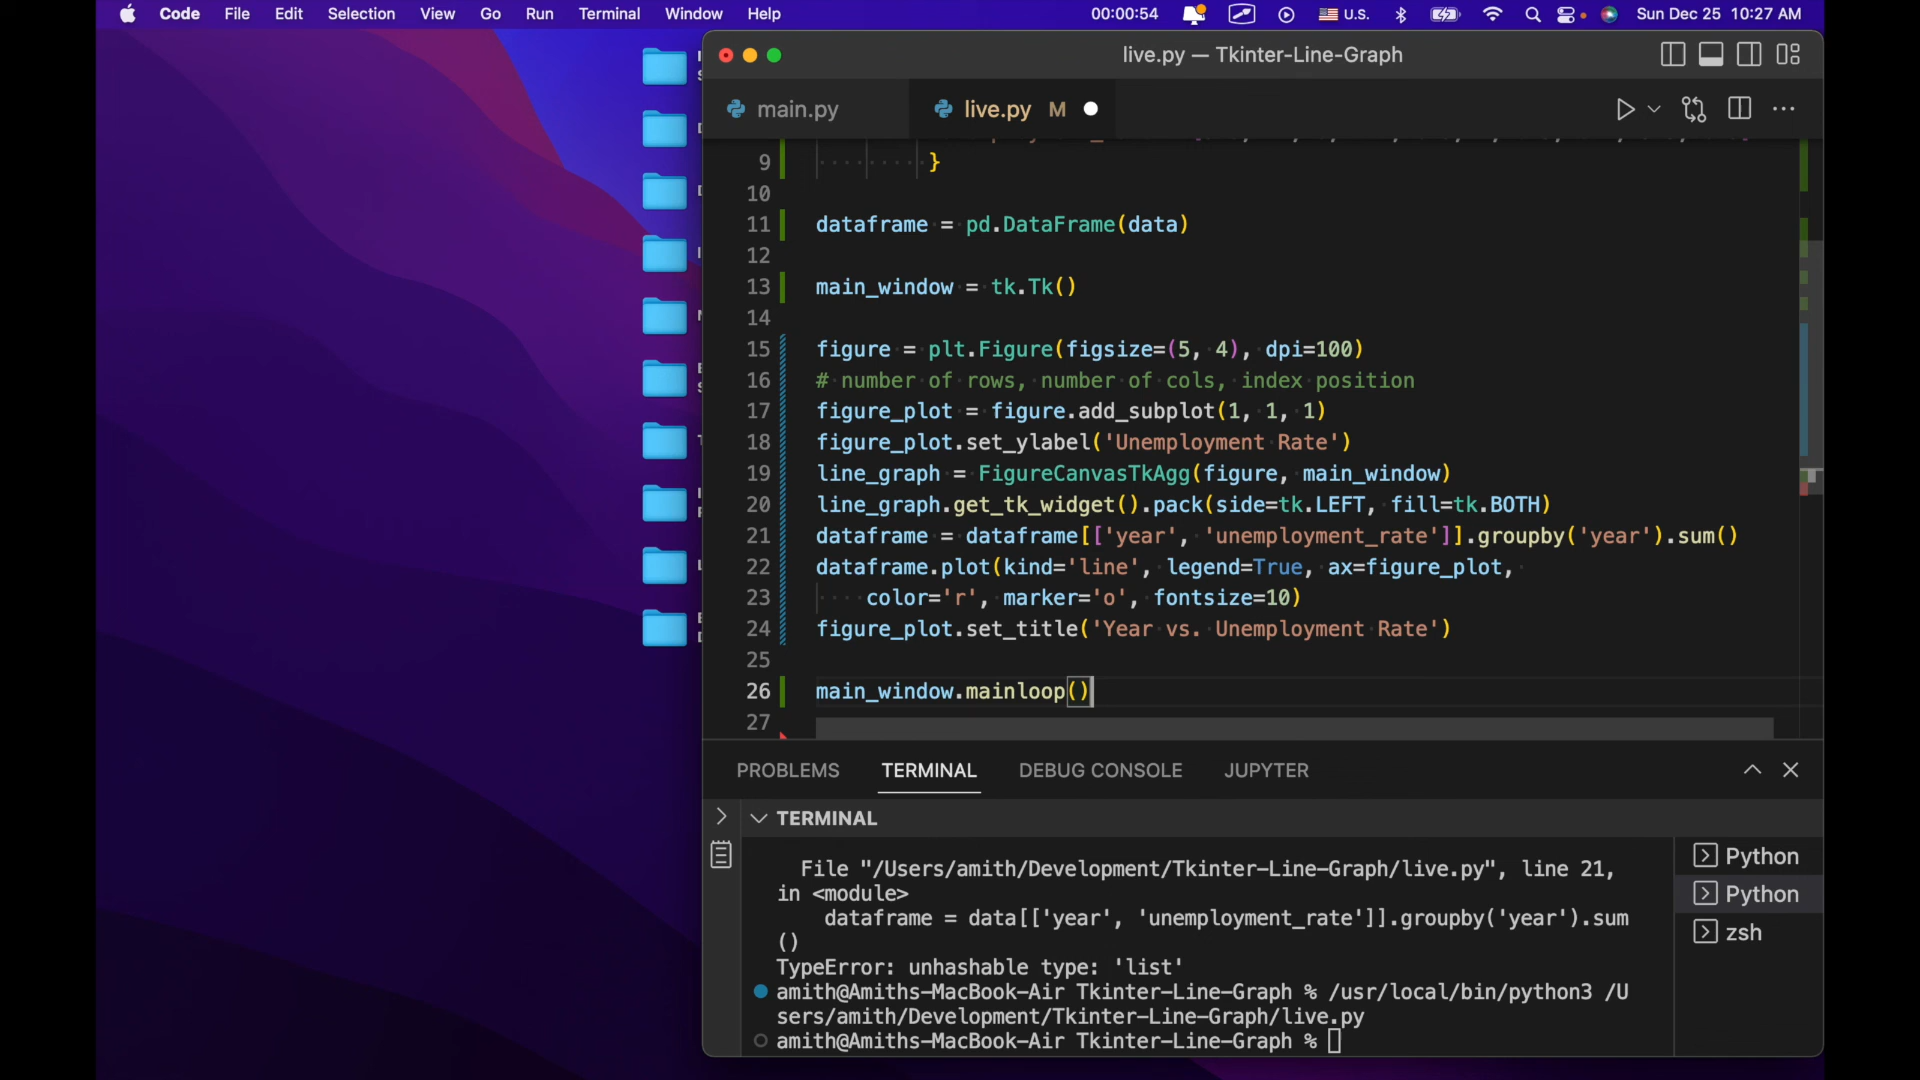 Code File Edit Selection View Go Run Terminal Window Help 00:00:54 U.S. Sun Dec 25 10:27 AM
live.py — Tkinter-Line-Graph
main.py live.py M
9 }
10
11 dataframe = pd.DataFrame(data)
12
13 main_window = tk.Tk()
14
15 figure = plt.Figure(figsize=(5, 4), dpi=100)
16 # number of rows, number of cols, index position
17 figure_plot = figure.add_subplot(1, 1, 1)
18 figure_plot.set_ylabel('Unemployment Rate')
19 line_graph = FigureCanvasTkAgg(figure, main_window)
20 line_graph.get_tk_widget().pack(side=tk.LEFT, fill=tk.BOTH)
21 dataframe = dataframe[['year', 'unemployment_rate']].groupby('year').sum()
22 dataframe.plot(kind='line', legend=True, ax=figure_plot,
23 color='r', marker='o', fontsize=10)
24 figure_plot.set_title('Year vs. Unemployment Rate')
25
26 main_window.mainloop()
27
PROBLEMS TERMINAL DEBUG CONSOLE JUPYTER
TERMINAL
File "/Users/amith/Development/Tkinter-Line-Graph/live.py", line 21,
in <module>
dataframe = data[['year', 'unemployment_rate']].groupby('year').sum
()
TypeError: unhashable type: 'list'
amith@Amiths-MacBook-Air Tkinter-Line-Graph % /usr/local/bin/python3 /U
sers/amith/Development/Tkinter-Line-Graph/live.py
amith@Amiths-MacBook-Air Tkinter-Line-Graph %
Python
Python
zsh